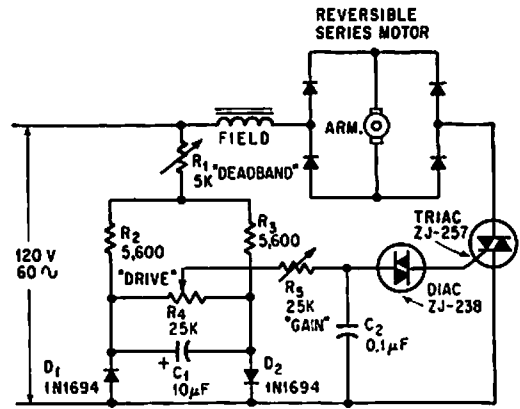 REVERSIBLE
SERIES MOTOR
FIELD
ARM.
R1
5K
"DEADBAND"
TRIAC
ZJ-257
R2
5,600
R3
5,600
120 V
60 ∿
"DRIVE"
R4
25K
R5
25K
"GAIN"
DIAC
ZJ-238
C2
0.1µF
D1
1N1694
+
C1
10µF
D2
1N1694